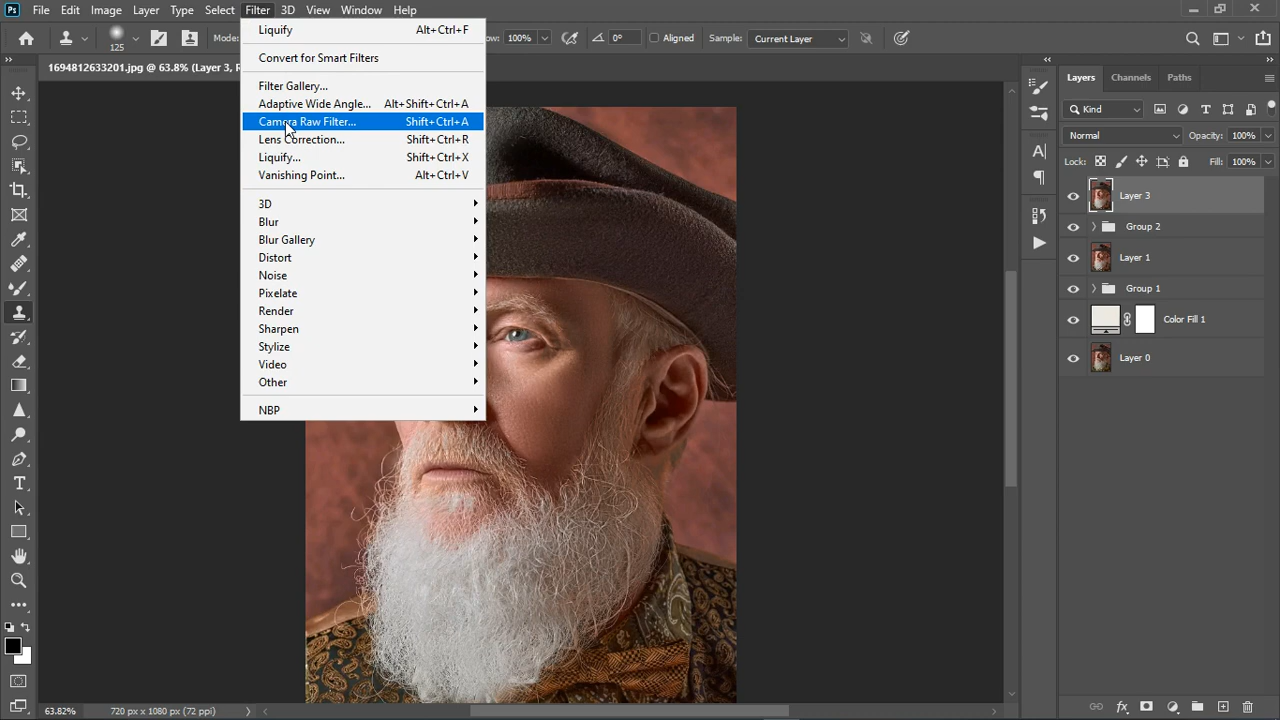 Ps File Edit Image Layer Type Select Filter 3D View Window Help
125 Mode: 100% 0° Aligned Sample: Current Layer
1694812633201.jpg @ 63.8% (Layer 3, R
Liquify Alt+Ctrl+F
Convert for Smart Filters
Filter Gallery...
Adaptive Wide Angle... Alt+Shift+Ctrl+A
Camera Raw Filter... Shift+Ctrl+A
Lens Correction... Shift+Ctrl+R
Liquify... Shift+Ctrl+X
Vanishing Point... Alt+Ctrl+V
3D
Blur
Blur Gallery
Distort
Noise
Pixelate
Render
Sharpen
Stylize
Video
Other
NBP
Layers Channels Paths
Kind
Normal Opacity: 100%
Lock: Fill: 100%
Layer 3
Group 2
Layer 1
Group 1
Color Fill 1
Layer 0
63.82% 720 px x 1080 px (72 ppi)